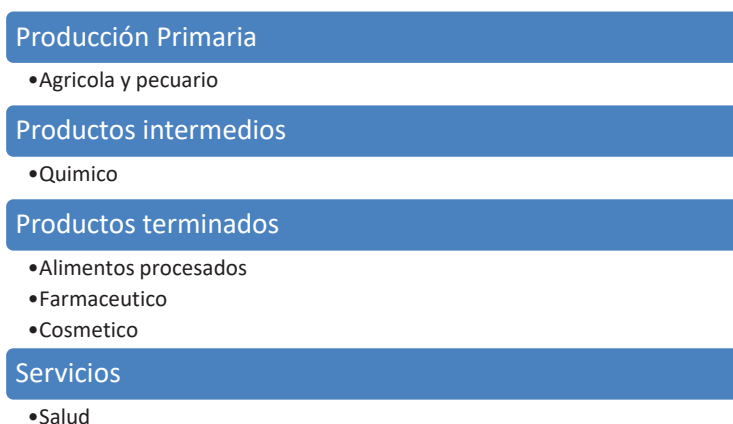 Producción Primaria
•Agricola y pecuario
Productos intermedios
•Quimico
Productos terminados
•Alimentos procesados
•Farmaceutico
•Cosmetico
Servicios
•Salud